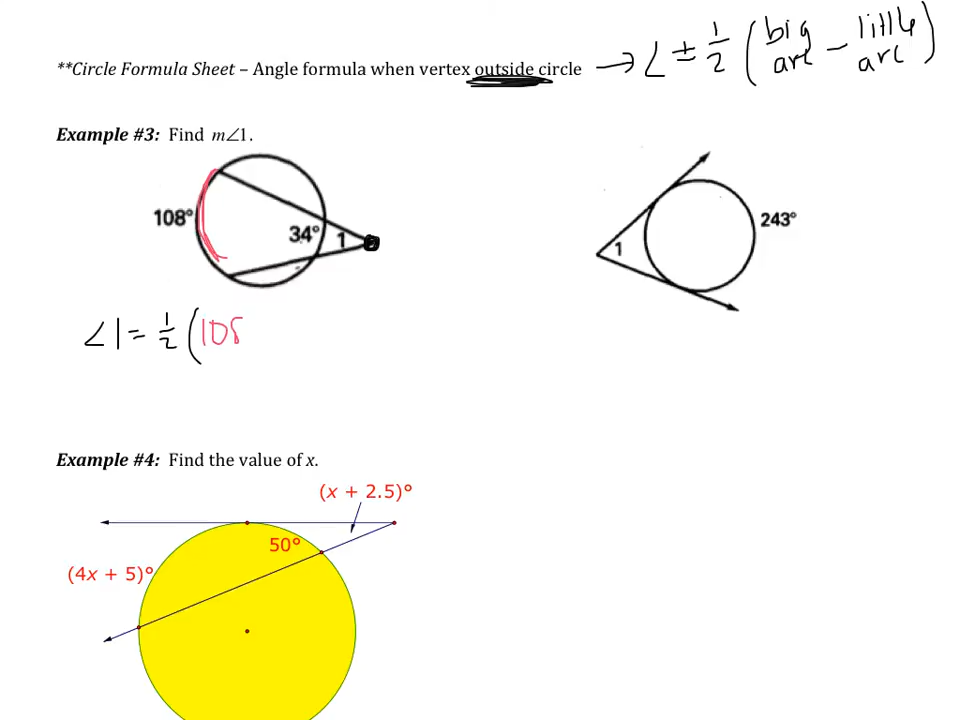 **Circle Formula Sheet – Angle formula when vertex outside circle → ∠ ± 1/2 (big arc − little arc)
Example #3: Find m∠1.
108°
34°
1
243°
1
∠1 = 1/2 (108
Example #4: Find the value of x.
(x + 2.5)°
50°
(4x + 5)°